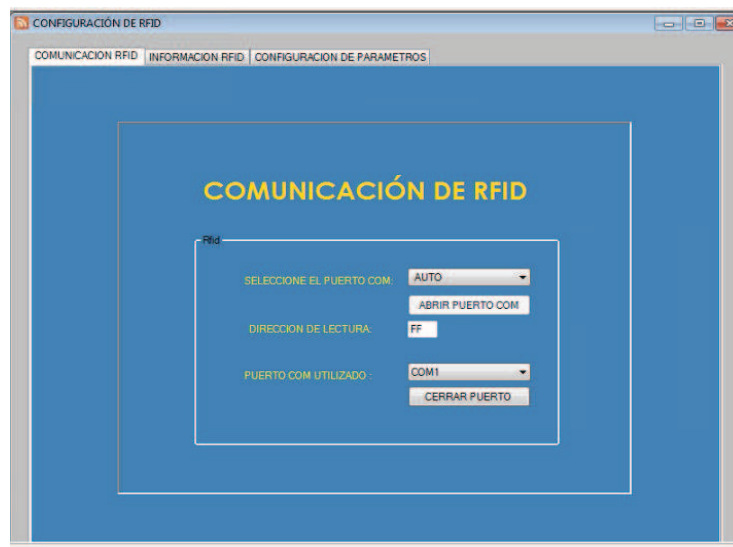 CONFIGURACIÓN DE RFID
COMUNICACION RFID INFORMACION RFID CONFIGURACION DE PARAMETROS
COMUNICACIÓN DE RFID
Rfid
SELECCIONE EL PUERTO COM: AUTO
ABRIR PUERTO COM
DIRECCION DE LECTURA: FF
PUERTO COM UTILIZADO : COM1
CERRAR PUERTO